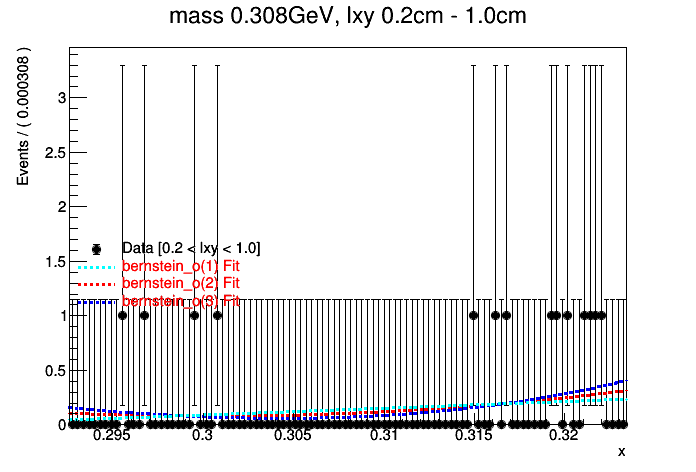 mass 0.308GeV, lxy 0.2cm - 1.0cm
Events / ( 0.000308 )
3
2.5
2
1.5
1
0.5
0
Data [0.2 < lxy < 1.0]
bernstein_o(1) Fit
bernstein_o(2) Fit
bernstein_o(3) Fit
0.295 0.3 0.305 0.31 0.315 0.32
x